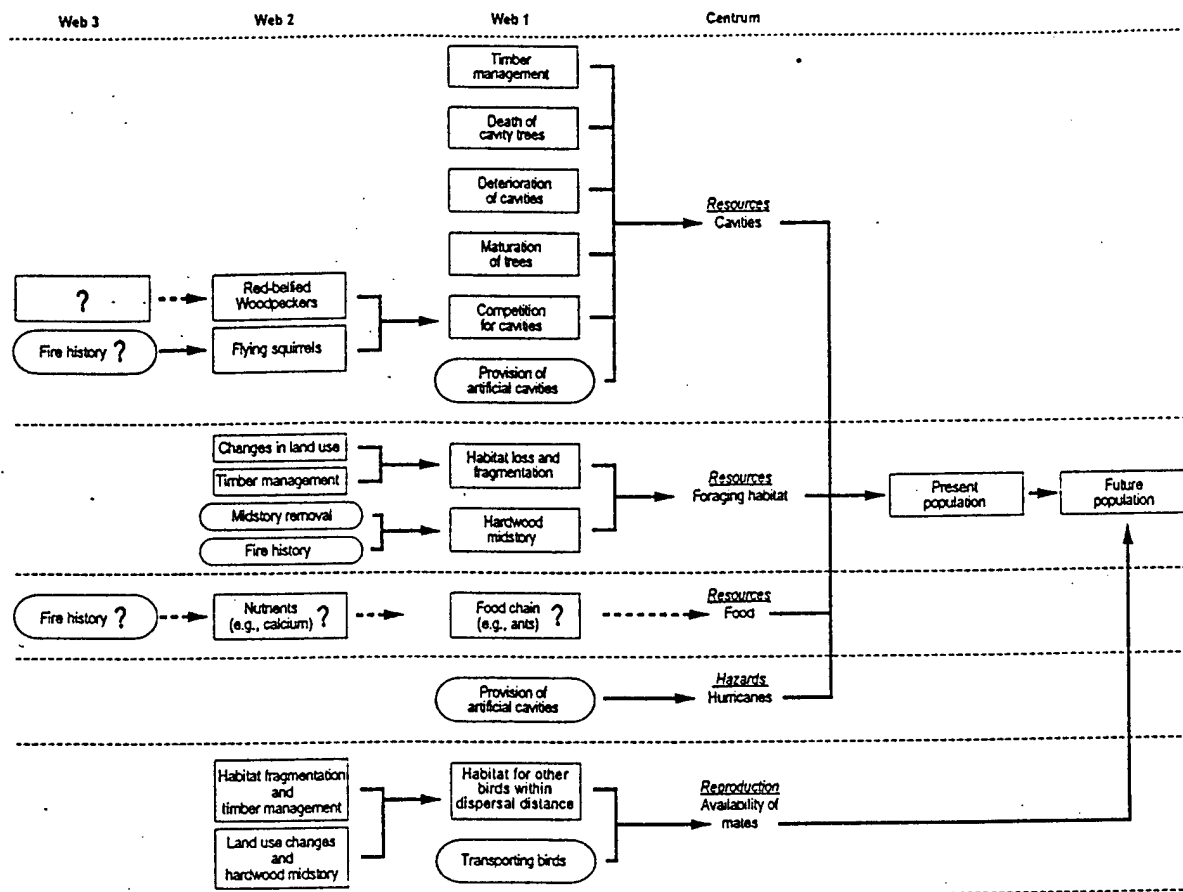 Web 3
Web 2
Web 1
Centrum
Timber
management
Death of
cavity trees
Deterioration
of cavities
Resources
Cavities
Maturation
of trees
?
Red-bellied
Woodpeckers
Competition
for cavities
Fire history ?
Flying squirrels
Provision of
artificial cavities
Changes in land use
Timber management
Habitat loss and
fragmentation
Resources
Foraging habitat
Present
population
Future
population
Midstory removal
Fire history
Hardwood
midstory
Fire history ?
Nutrients
(e.g., calcium) ?
Food chain
(e.g., ants) ?
Resources
Food
Provision of
artificial cavities
Hazards
Hurricanes
Habitat fragmentation
and
timber management
Habitat for other
birds within
dispersal distance
Reproduction
Availability of
mates
Land use changes
and
hardwood midstory
Transporting birds